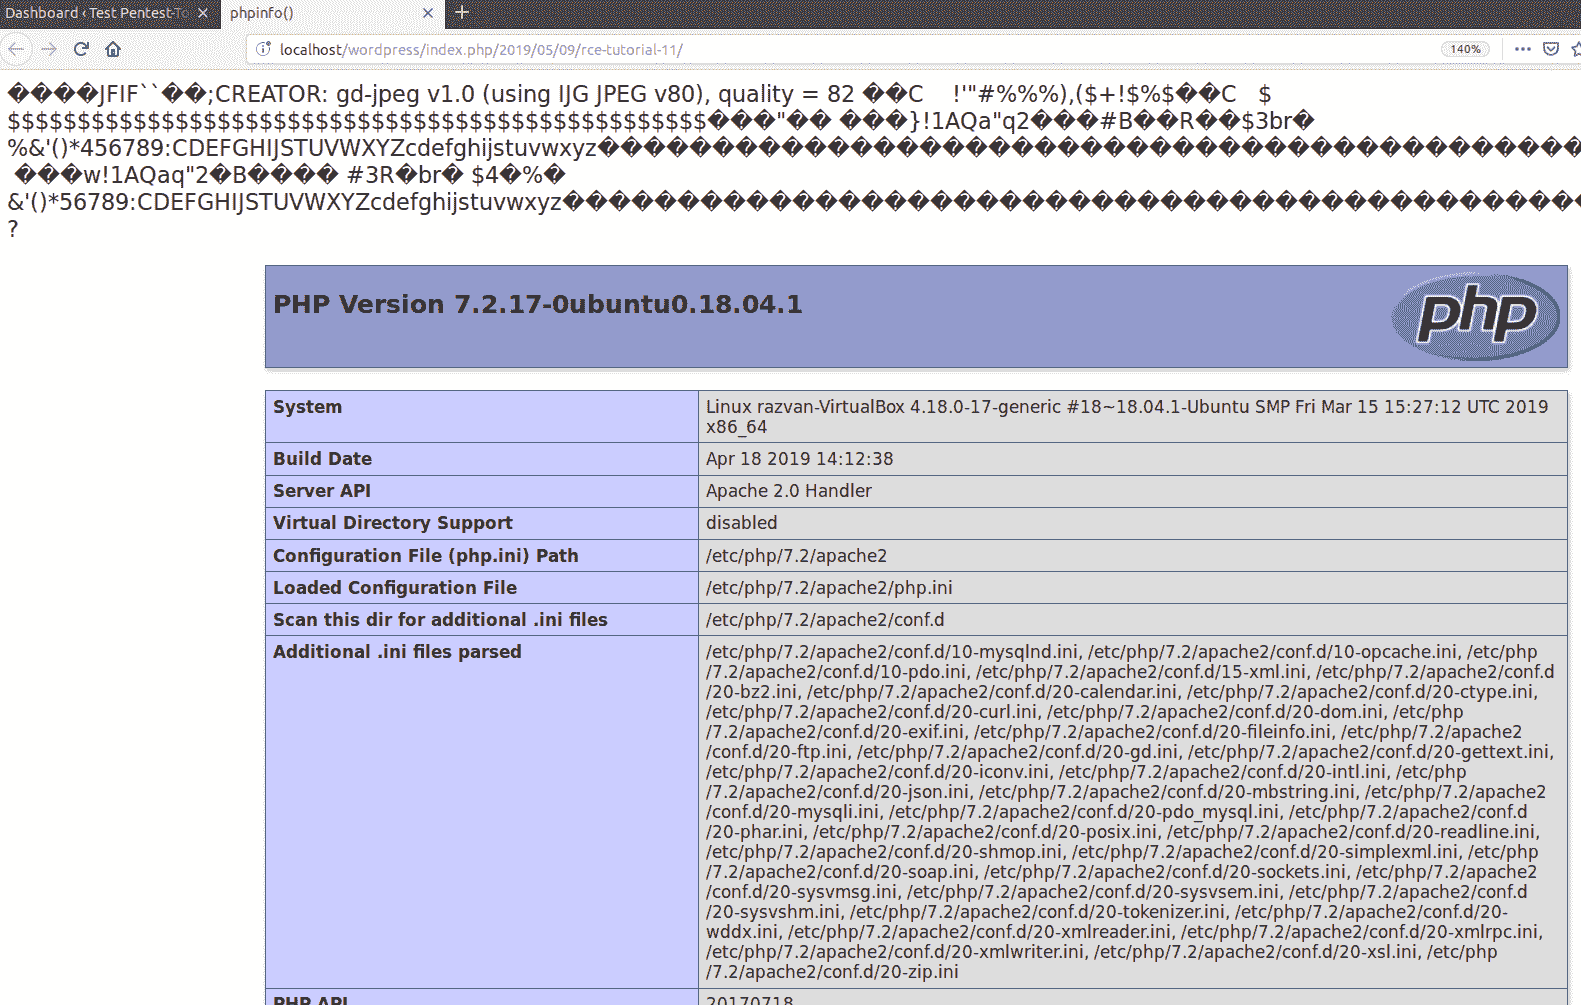 Dashboard ‹ Test Pentest-To
phpinfo()
localhost/wordpress/index.php/2019/05/09/rce-tutorial-11/
140%
����JFIF``��;CREATOR: gd-jpeg v1.0 (using IJG JPEG v80), quality = 82 ��C !'"#%%%),($+!$%$��C $
���"�� ���}!1AQa"q2���#B��R��$3br�
%&'()*456789:CDEFGHIJSTUVWXYZcdefghijstuvwxyz
���w!1AQaq"2�B���� #3R�br� $4�%�
&'()*56789:CDEFGHIJSTUVWXYZcdefghijstuvwxyz
?
PHP Version 7.2.17-0ubuntu0.18.04.1
php
System
Linux razvan-VirtualBox 4.18.0-17-generic #18~18.04.1-Ubuntu SMP Fri Mar 15 15:27:12 UTC 2019
x86_64
Build Date
Apr 18 2019 14:12:38
Server API
Apache 2.0 Handler
Virtual Directory Support
disabled
Configuration File (php.ini) Path
/etc/php/7.2/apache2
Loaded Configuration File
/etc/php/7.2/apache2/php.ini
Scan this dir for additional .ini files
/etc/php/7.2/apache2/conf.d
Additional .ini files parsed
/etc/php/7.2/apache2/conf.d/10-mysqlnd.ini, /etc/php/7.2/apache2/conf.d/10-opcache.ini, /etc/php
/7.2/apache2/conf.d/10-pdo.ini, /etc/php/7.2/apache2/conf.d/15-xml.ini, /etc/php/7.2/apache2/conf.d
/20-bz2.ini, /etc/php/7.2/apache2/conf.d/20-calendar.ini, /etc/php/7.2/apache2/conf.d/20-ctype.ini,
/etc/php/7.2/apache2/conf.d/20-curl.ini, /etc/php/7.2/apache2/conf.d/20-dom.ini, /etc/php
/7.2/apache2/conf.d/20-exif.ini, /etc/php/7.2/apache2/conf.d/20-fileinfo.ini, /etc/php/7.2/apache2
/conf.d/20-ftp.ini, /etc/php/7.2/apache2/conf.d/20-gd.ini, /etc/php/7.2/apache2/conf.d/20-gettext.ini,
/etc/php/7.2/apache2/conf.d/20-iconv.ini, /etc/php/7.2/apache2/conf.d/20-intl.ini, /etc/php
/7.2/apache2/conf.d/20-json.ini, /etc/php/7.2/apache2/conf.d/20-mbstring.ini, /etc/php/7.2/apache2
/conf.d/20-mysqli.ini, /etc/php/7.2/apache2/conf.d/20-pdo_mysql.ini, /etc/php/7.2/apache2/conf.d
/20-phar.ini, /etc/php/7.2/apache2/conf.d/20-posix.ini, /etc/php/7.2/apache2/conf.d/20-readline.ini,
/etc/php/7.2/apache2/conf.d/20-shmop.ini, /etc/php/7.2/apache2/conf.d/20-simplexml.ini, /etc/php
/7.2/apache2/conf.d/20-soap.ini, /etc/php/7.2/apache2/conf.d/20-sockets.ini, /etc/php/7.2/apache2
/conf.d/20-sysvmsg.ini, /etc/php/7.2/apache2/conf.d/20-sysvsem.ini, /etc/php/7.2/apache2/conf.d
/20-sysvshm.ini, /etc/php/7.2/apache2/conf.d/20-tokenizer.ini, /etc/php/7.2/apache2/conf.d/20-
wddx.ini, /etc/php/7.2/apache2/conf.d/20-xmlreader.ini, /etc/php/7.2/apache2/conf.d/20-xmlrpc.ini,
/etc/php/7.2/apache2/conf.d/20-xmlwriter.ini, /etc/php/7.2/apache2/conf.d/20-xsl.ini, /etc/php
/7.2/apache2/conf.d/20-zip.ini
PHP API
20170718